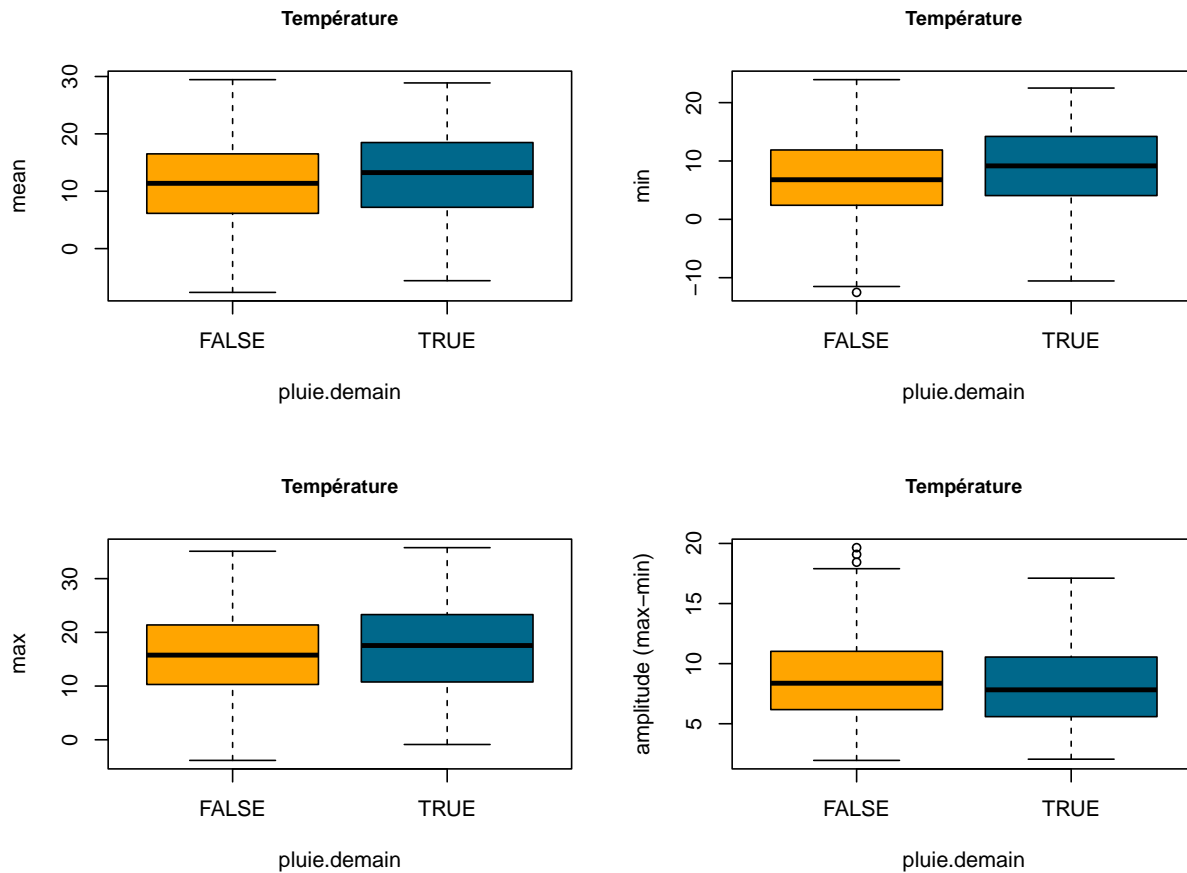 Température
mean
30
20
10
0
FALSE TRUE
pluie.demain
Température
min
20
10
0
−10
FALSE TRUE
pluie.demain
Température
max
30
20
10
0
FALSE TRUE
pluie.demain
Température
amplitude (max−min)
20
15
10
5
FALSE TRUE
pluie.demain